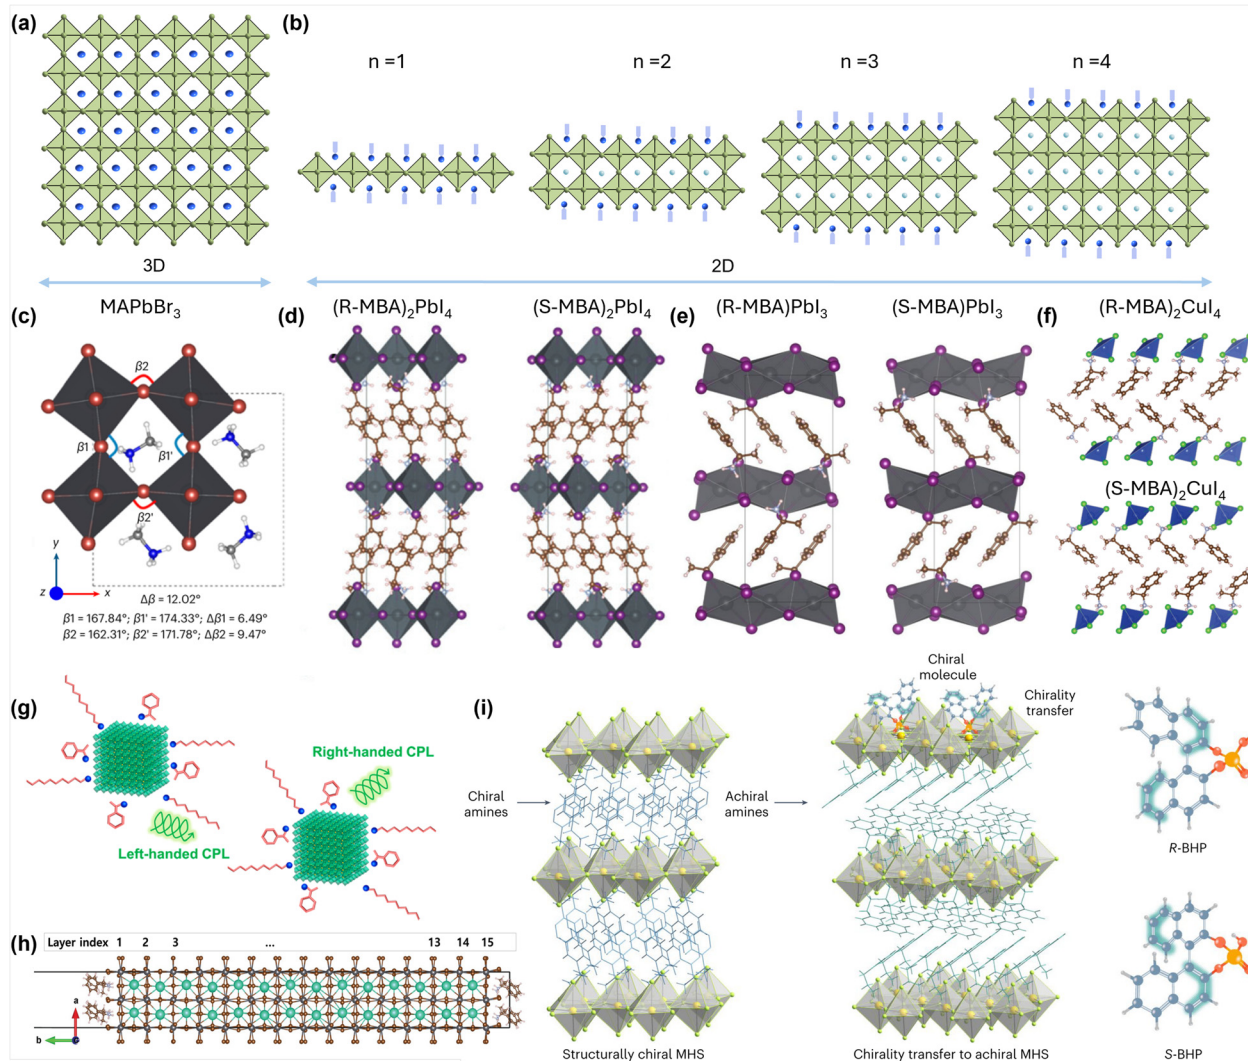 (a)
(b)
n =1
n =2
n =3
n =4
3D
2D
(c)
MAPbBr₃
β2
β1
β1'
β2'
y
z
x
Δβ = 12.02°
β1 = 167.84°; β1' = 174.33°; Δβ1 = 6.49°
β2 = 162.31°; β2' = 171.78°; Δβ2 = 9.47°
(d)
(R-MBA)₂PbI₄
(S-MBA)₂PbI₄
(e)
(R-MBA)PbI₃
(S-MBA)PbI₃
(f)
(R-MBA)₂CuI₄
(S-MBA)₂CuI₄
(g)
Left-handed CPL
Right-handed CPL
(h)
Layer index 1 2 3 ... 13 14 15
a
b
(i)
Chiral
amines
Structurally chiral MHS
Achiral
amines
Chiral
molecule
Chirality
transfer
Chirality transfer to achiral MHS
R-BHP
S-BHP